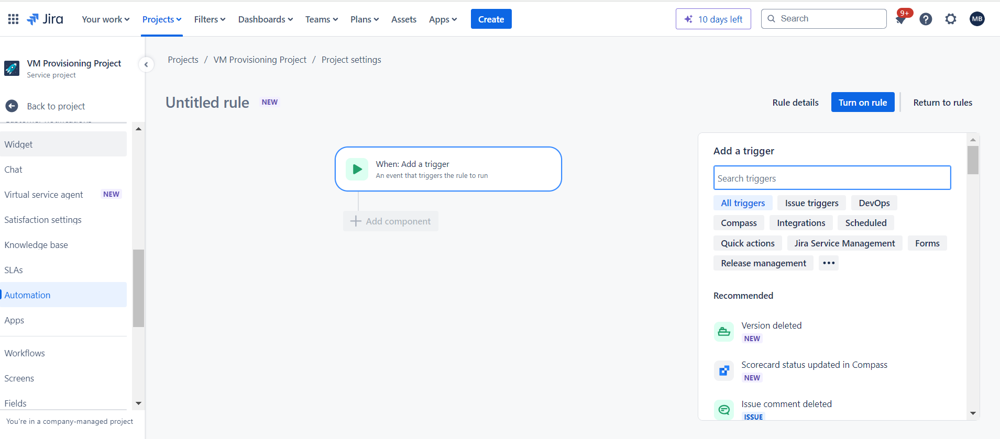 Jira
Your work
Projects
Filters
Dashboards
Teams
Plans
Assets
Apps
Create
10 days left
Search
9+
MB
VM Provisioning Project
Service project
Back to project
Customer notifications
Widget
Chat
Virtual service agent NEW
Satisfaction settings
Knowledge base
SLAs
Automation
Apps
Workflows
Screens
Fields
You're in a company-managed project
Projects / VM Provisioning Project / Project settings
Untitled rule NEW
Rule details
Turn on rule
Return to rules
When: Add a trigger
An event that triggers the rule to run
Add component
Add a trigger
Search triggers
All triggers Issue triggers DevOps
Compass Integrations Scheduled
Quick actions Jira Service Management Forms
Release management
Recommended
Version deleted
NEW
Scorecard status updated in Compass
NEW
Issue comment deleted
ISSUE